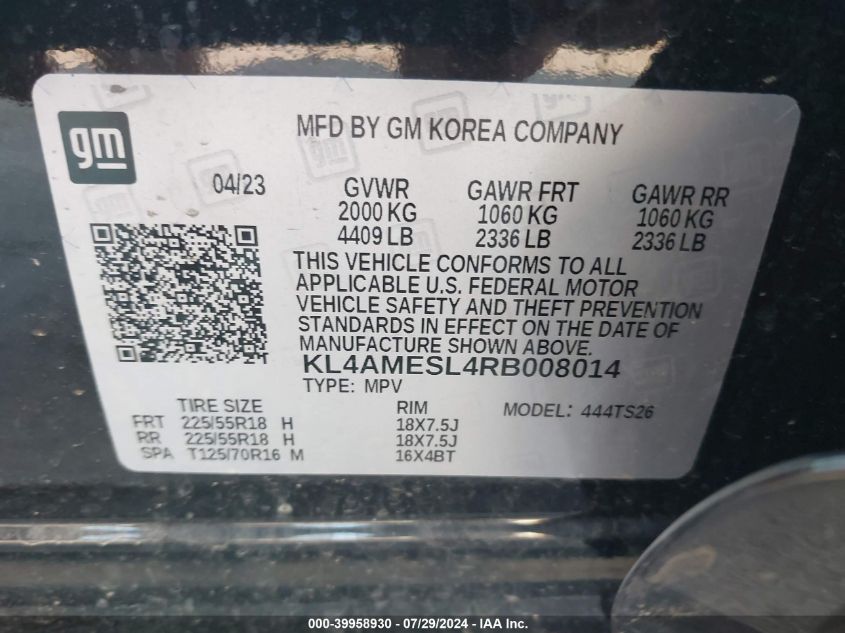 gm
MFD BY GM KOREA COMPANY
04/23 GVWR GAWR FRT GAWR RR
2000 KG 1060 KG 1060 KG
4409 LB 2336 LB 2336 LB
THIS VEHICLE CONFORMS TO ALL
APPLICABLE U.S. FEDERAL MOTOR
VEHICLE SAFETY AND THEFT PREVENTION
STANDARDS IN EFFECT ON THE DATE OF
MANUFACTURE SHOWN ABOVE.
KL4AMESL4RB008014
TYPE: MPV
TIRE SIZE RIM MODEL: 444TS26
FRT 225/55R18 H 18X7.5J
RR 225/55R18 H 18X7.5J
SPA T125/70R16 M 16X4BT
000-39958930 / 07/29/2024 / IAA Inc.